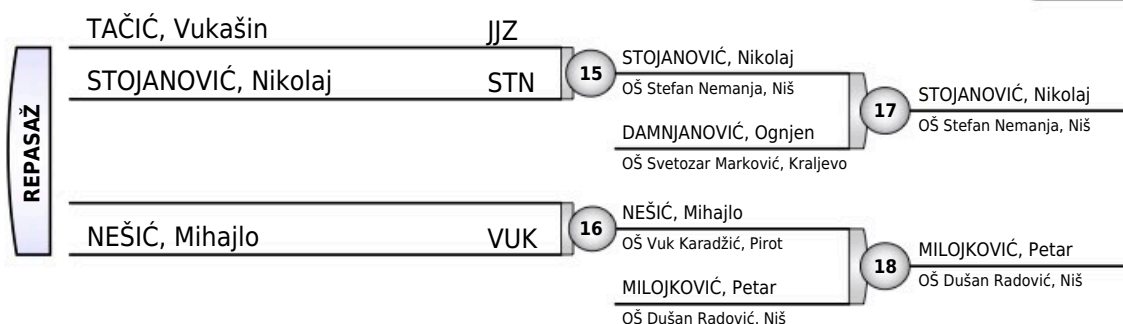 REPASAŽ
TAČIĆ, Vukašin JJZ
STOJANOVIĆ, Nikolaj STN
15
STOJANOVIĆ, Nikolaj
OŠ Stefan Nemanja, Niš
DAMNJANOVIĆ, Ognjen
OŠ Svetozar Marković, Kraljevo
17
STOJANOVIĆ, Nikolaj
OŠ Stefan Nemanja, Niš
NEŠIĆ, Mihajlo VUK
16
NEŠIĆ, Mihajlo
OŠ Vuk Karadžić, Pirot
MILOJKOVIĆ, Petar
OŠ Dušan Radović, Niš
18
MILOJKOVIĆ, Petar
OŠ Dušan Radović, Niš